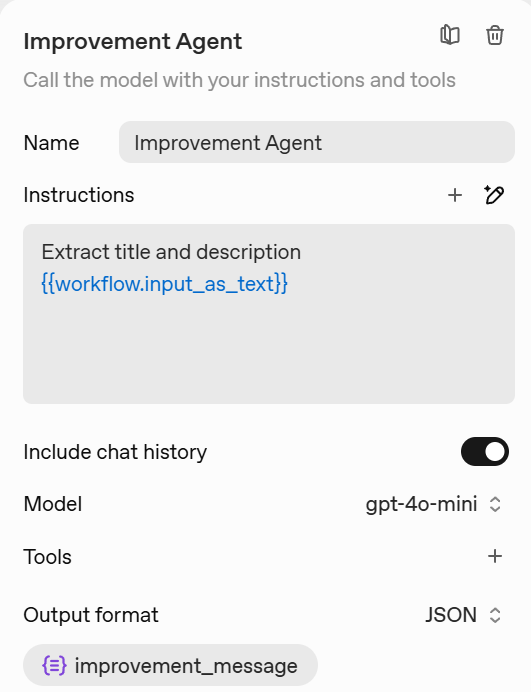 Improvement Agent
Call the model with your instructions and tools
Name Improvement Agent
Instructions
Extract title and description
{{workflow.input_as_text}}
Include chat history
Model gpt-4o-mini
Tools
Output format JSON
improvement_message